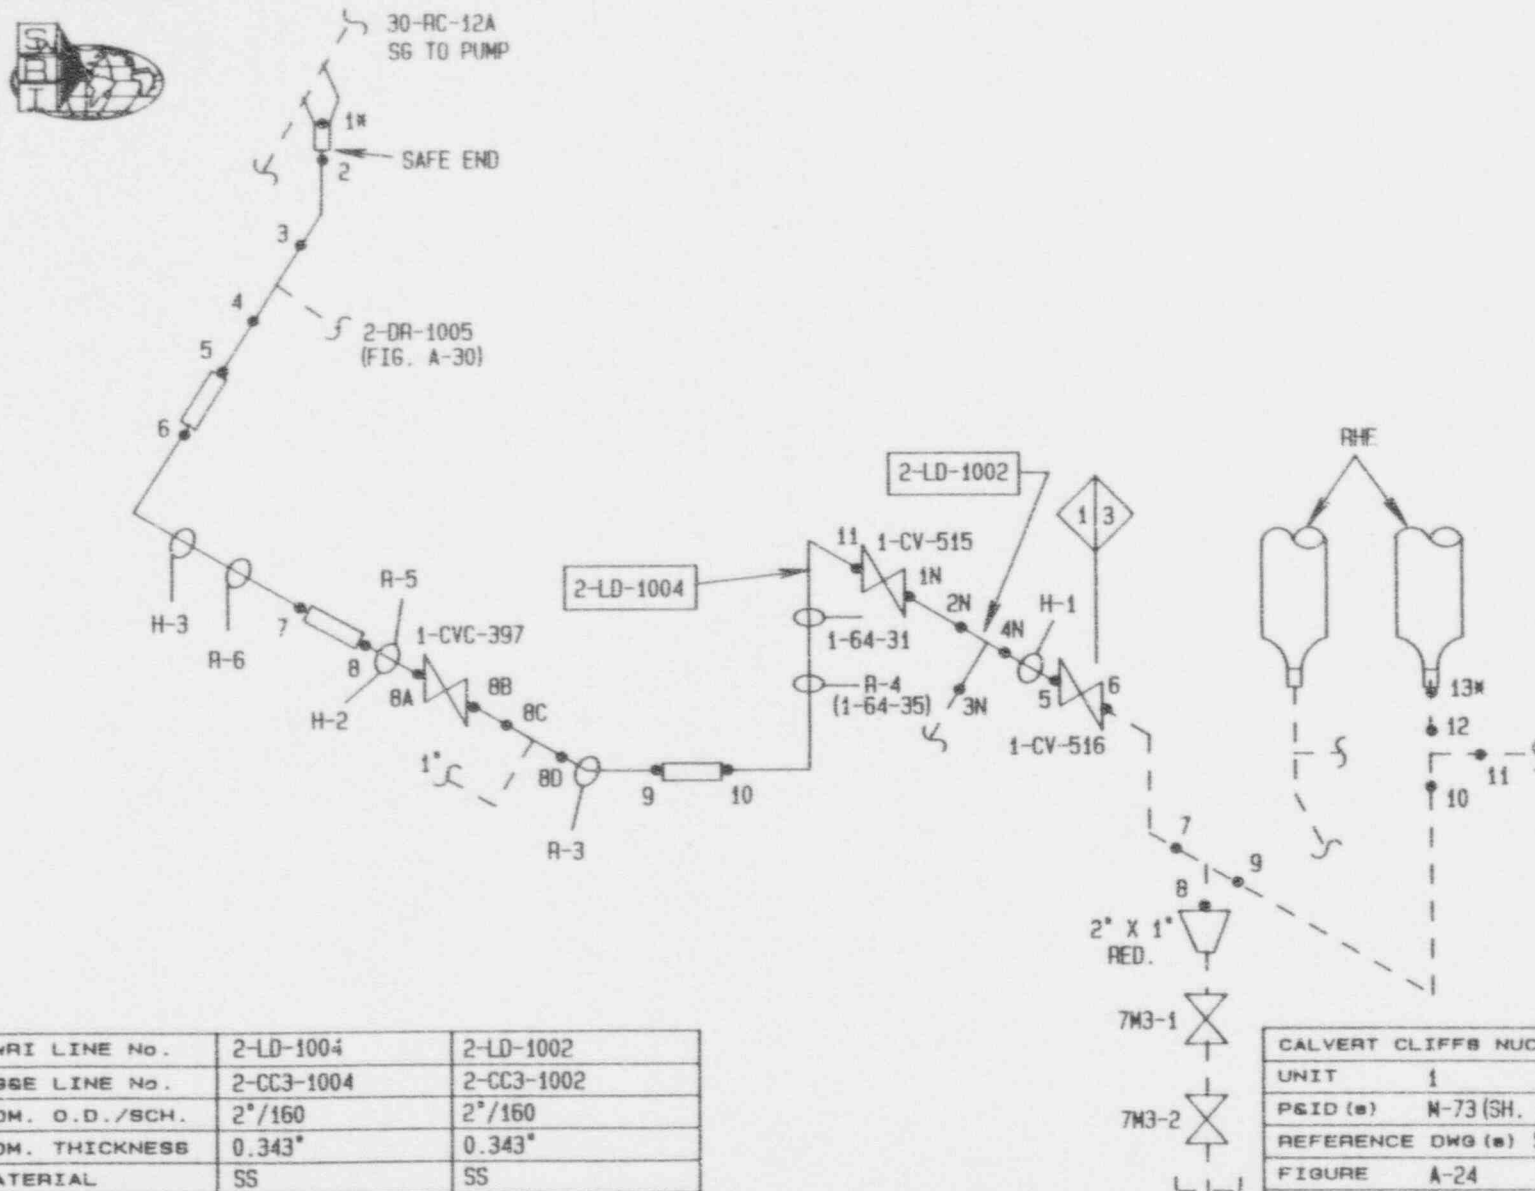 30-RC-12A
SG TO PUMP
1*
SAFE END
2
3
4
2-DR-1005
(FIG. A-30)
5
6
RHE
2-LD-1002
1 3
11
1-CV-515
1N
2-LD-1004
2N
4N
H-1
H-3
R-6
7
R-5
1-CVC-397
8
8A
8B
8C
H-2
1-64-31
R-4
(1-64-35)
3N
5
6
1-CV-516
13*
12
11
10
1"
8D
9
10
R-3
7
9
8
2" X 1"
RED.
7M3-1
7M3-2
LINE No. 2-LD-1004 2-LD-1002
LINE No. 2-CC3-1004 2-CC3-1002
O.D./SCH. 2"/160 2"/160
THICKNESS 0.343" 0.343"
SS SS
CALVERT CLIFFS
UNIT 1
P&ID(s) M-73(SH.
REFERENCE DWG(s)
FIGURE A-24